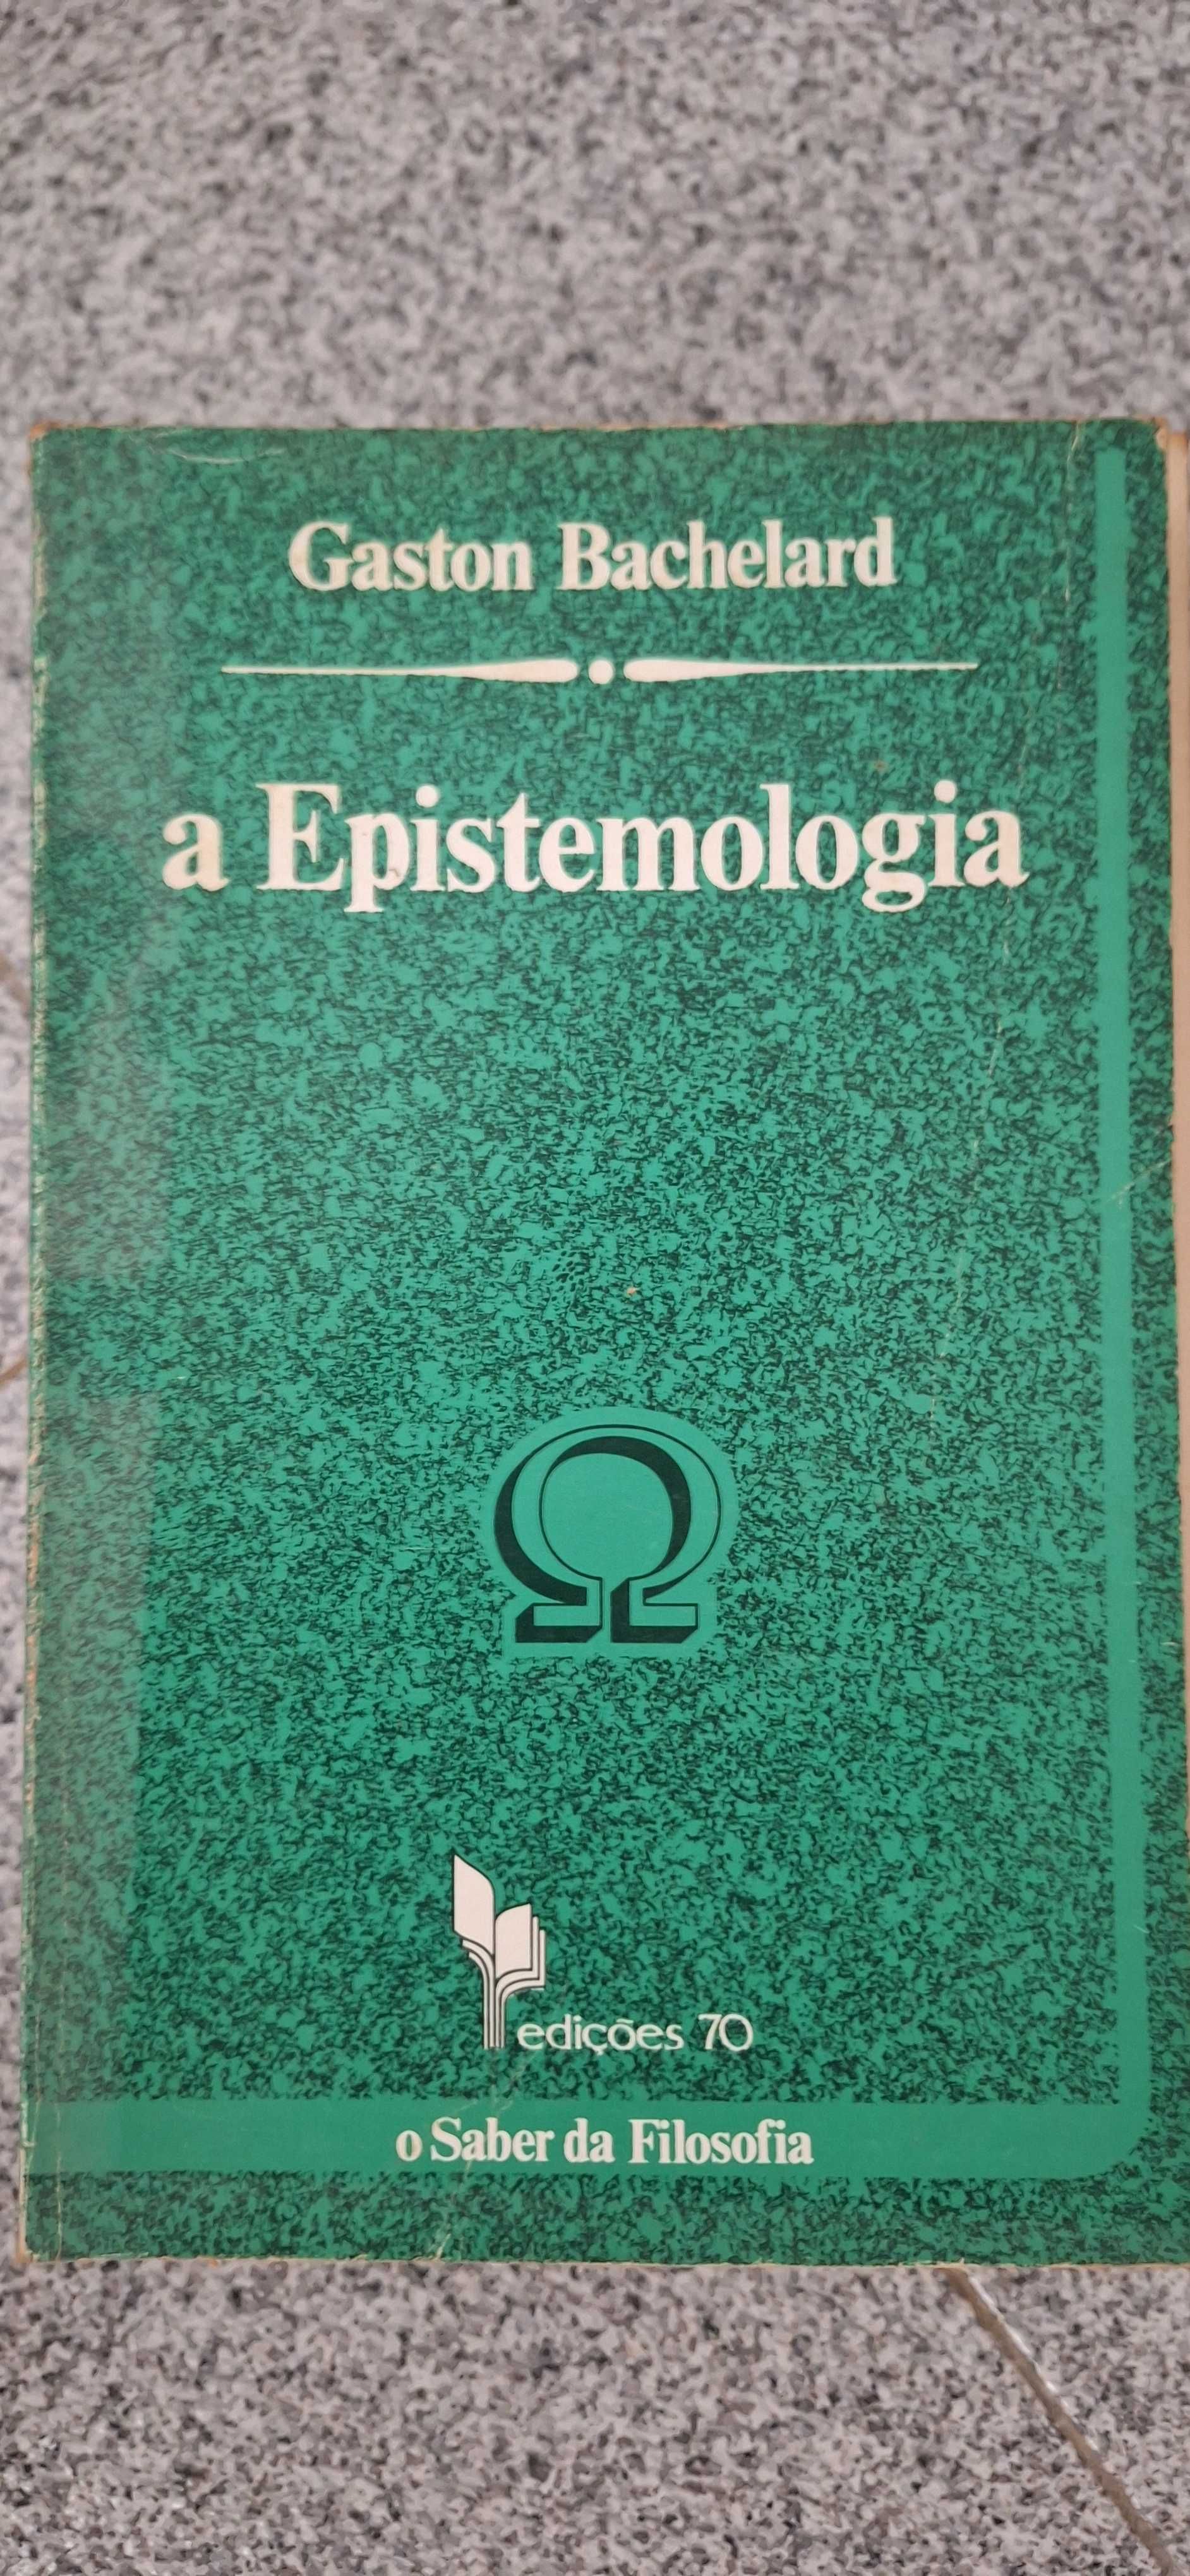 Gaston Bachelard
a Epistemologia
Ω
edições 70
o Saber da Filosofia